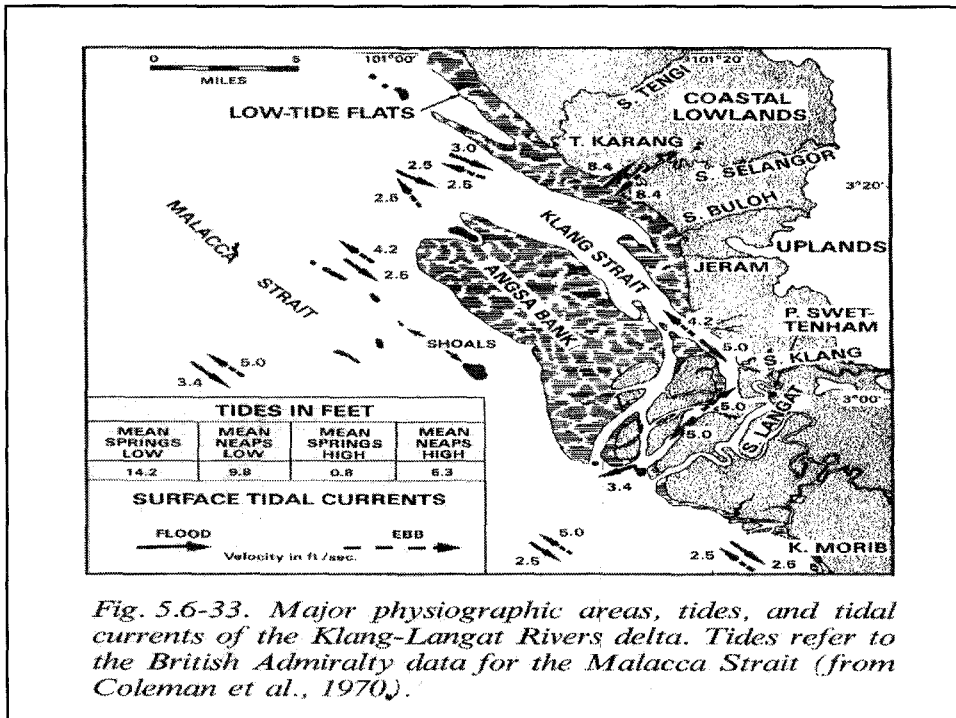 0 5
MILES
101°00'
101°20'
LOW-TIDE FLATS
S. TENGI
COASTAL
LOWLANDS
T. KARANG
3.0
2.5
2.5
2.5
8.4
8.4
S. SELANGOR
3°20'
S. BULOH
MALACCA
STRAIT
KLANG STRAIT
UPLANDS
4.2
2.5
JERAM
ANGSA BANK
P. SWET-
TENHAM
4.2
SHOALS
5.0
S. KLANG
5.0
3.4
3°00'
5.0
5.0
S. LANGAT
TIDES IN FEET
MEAN SPRINGS LOW
MEAN NEAPS LOW
MEAN SPRINGS HIGH
MEAN NEAPS HIGH
14.2 9.8 0.8 5.3
3.4
SURFACE TIDAL CURRENTS
FLOOD EBB
Velocity in ft./sec.
5.0
2.5
2.5
2.6
K. MORIB
Fig. 5.6-33. Major physiographic areas, tides, and tidal
currents of the Klang-Langat Rivers delta. Tides refer to
the British Admiralty data for the Malacca Strait (from
Coleman et al., 1970,).